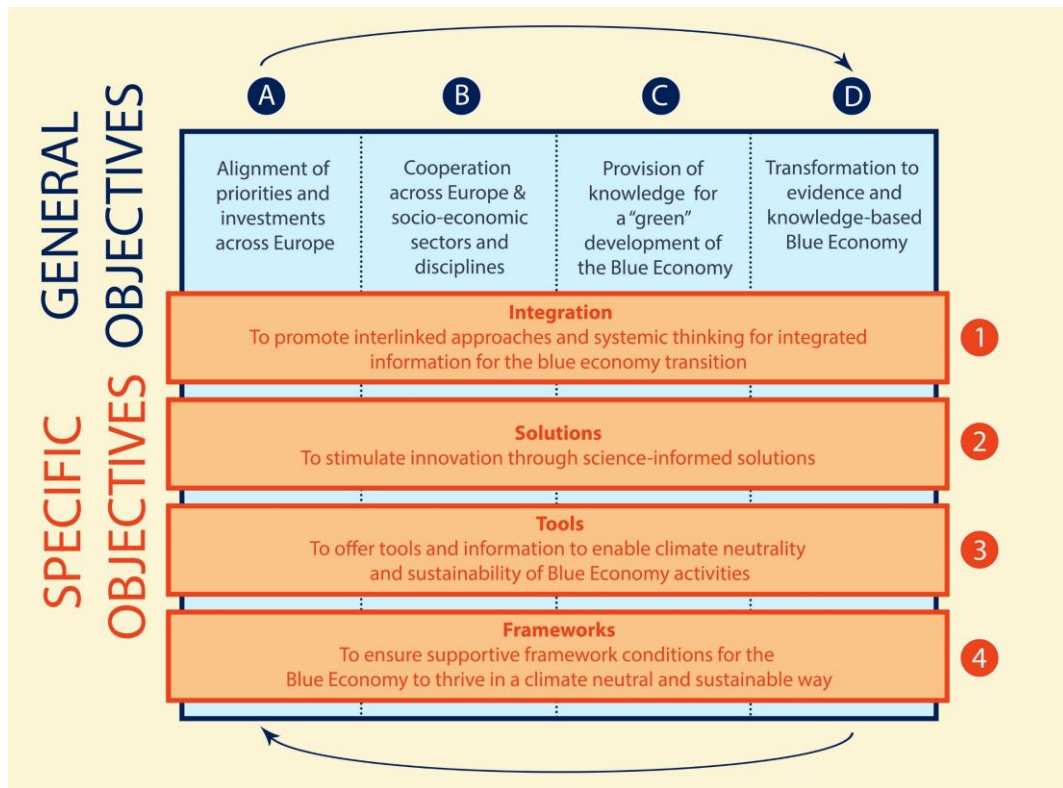 GENERAL
OBJECTIVES
A
B
C
D
Alignment of
priorities and
investments
across Europe
Cooperation
across Europe &
socio-economic
sectors and
disciplines
Provision of
knowledge for
a "green"
development of
the Blue Economy
Transformation to
evidence and
knowledge-based
Blue Economy
SPECIFIC
OBJECTIVES
Integration
To promote interlinked approaches and systemic thinking for integrated
information for the blue economy transition
1
Solutions
To stimulate innovation through science-informed solutions
2
Tools
To offer tools and information to enable climate neutrality
and sustainability of Blue Economy activities
3
Frameworks
To ensure supportive framework conditions for the
Blue Economy to thrive in a climate neutral and sustainable way
4